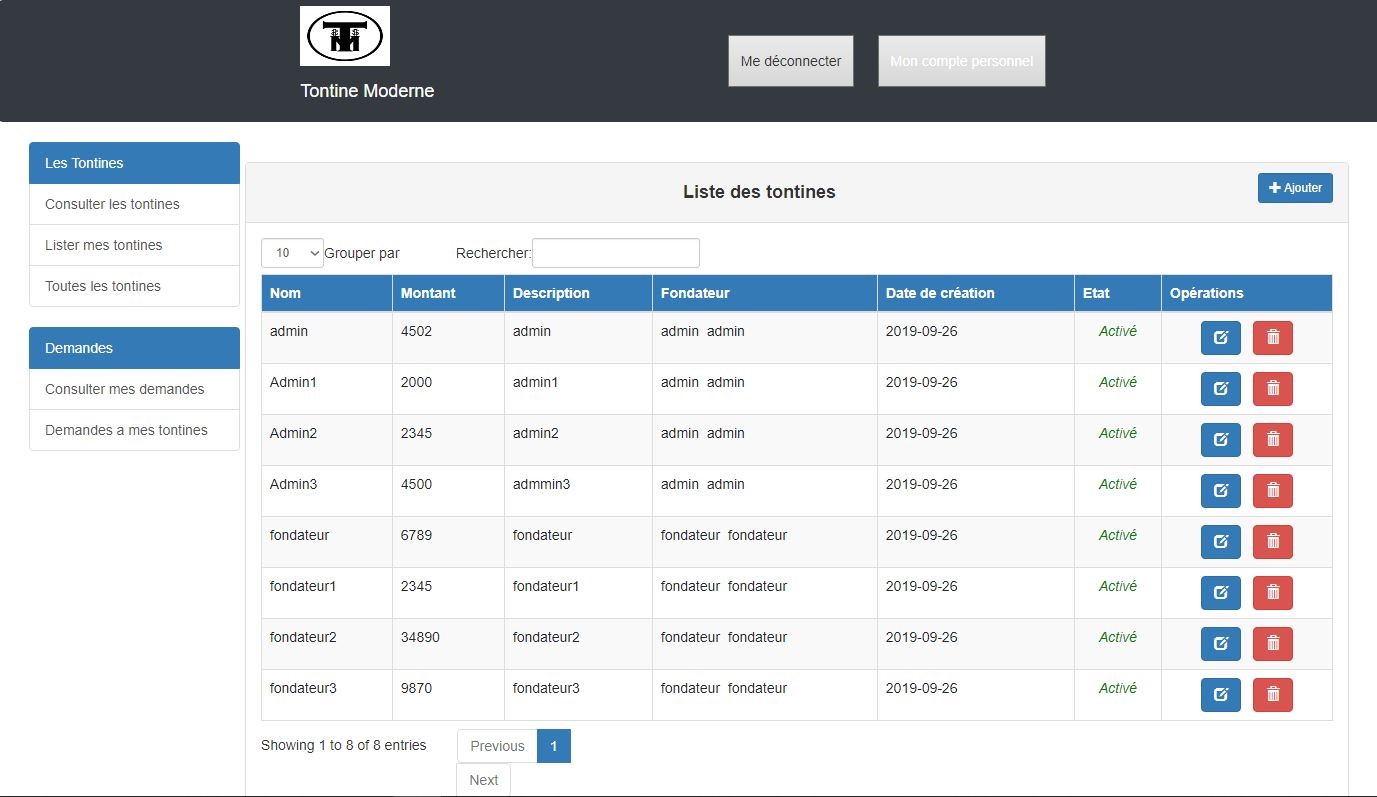 TM
Tontine Moderne
Me déconnecter
Mon compte personnel
Les Tontines
Consulter les tontines
Lister mes tontines
Toutes les tontines
Demandes
Consulter mes demandes
Demandes a mes tontines
Liste des tontines
Ajouter
10 Grouper par Rechercher:
Nom Montant Description Fondateur Date de création Etat Opérations
admin 4502 admin admin admin 2019-09-26 Activé
Admin1 2000 admin1 admin admin 2019-09-26 Activé
Admin2 2345 admin2 admin admin 2019-09-26 Activé
Admin3 4500 admmin3 admin admin 2019-09-26 Activé
fondateur 6789 fondateur fondateur fondateur 2019-09-26 Activé
fondateur1 2345 fondateur1 fondateur fondateur 2019-09-26 Activé
fondateur2 34890 fondateur2 fondateur fondateur 2019-09-26 Activé
fondateur3 9870 fondateur3 fondateur fondateur 2019-09-26 Activé
Showing 1 to 8 of 8 entries Previous 1
Next